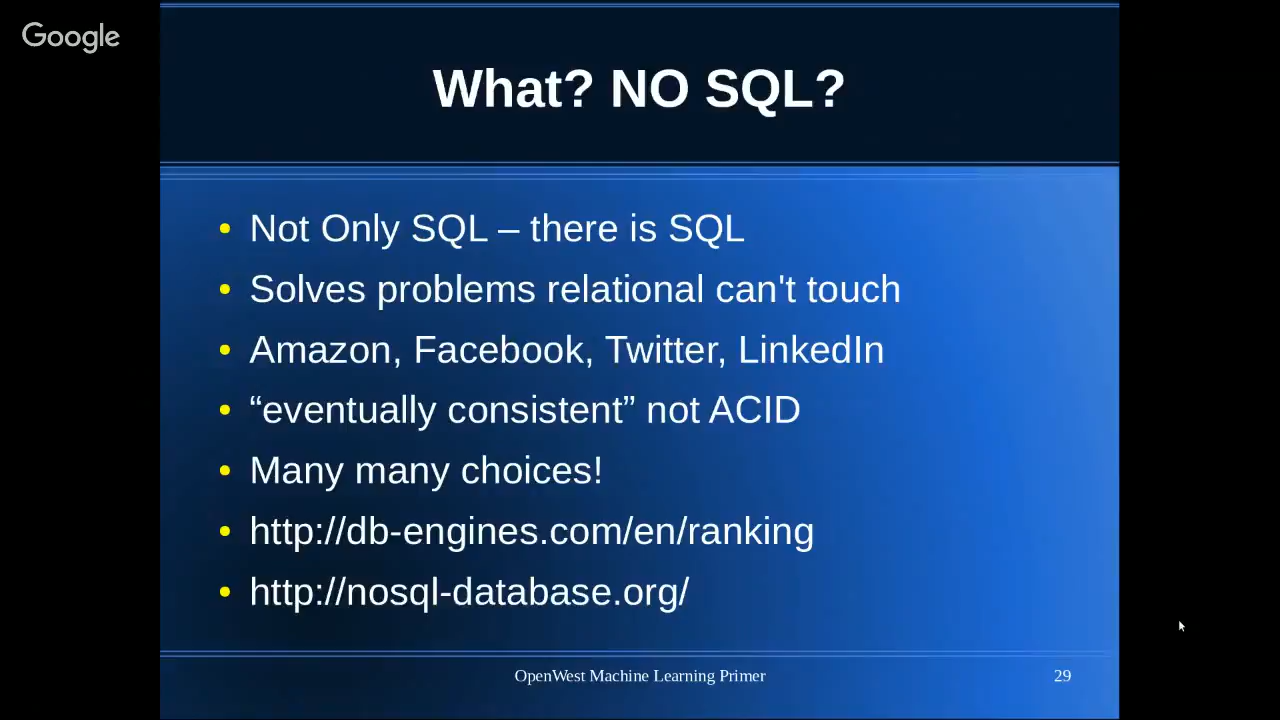 Google
What? NO SQL?
Not Only SQL – there is SQL
Solves problems relational can't touch
Amazon, Facebook, Twitter, LinkedIn
“eventually consistent” not ACID
Many many choices!
http://db-engines.com/en/ranking
http://nosql-database.org/
OpenWest Machine Learning Primer
29